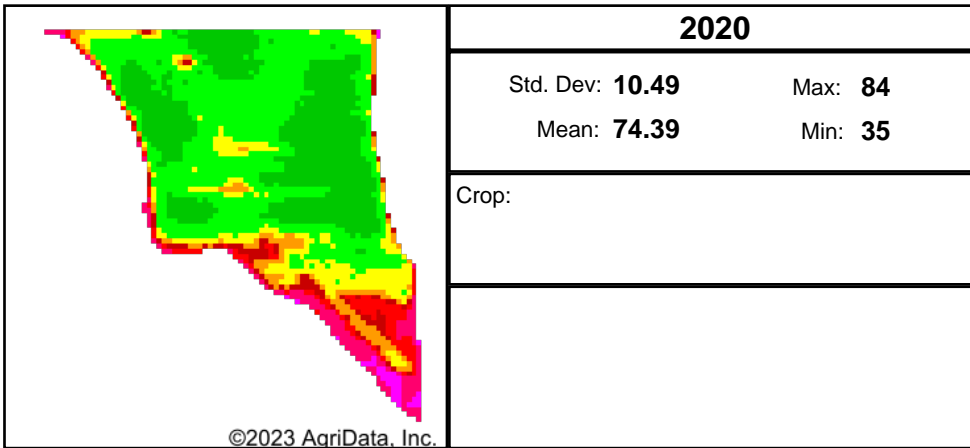 2020
Std. Dev: 10.49 Max: 84
Mean: 74.39 Min: 35
Crop:
©2023 AgriData, Inc.